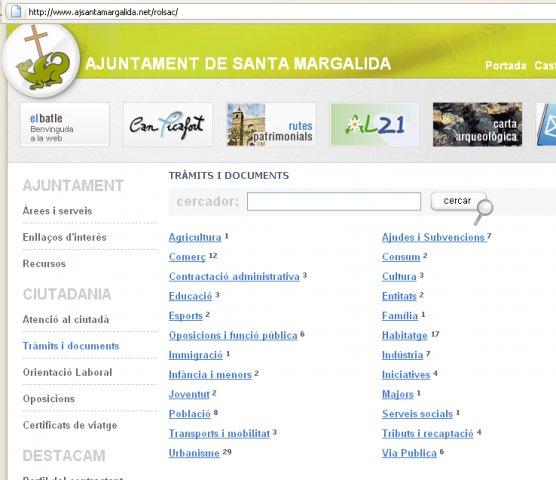 http://www.ajsantamargalida.net/rolsac/
AJUNTAMENT DE SANTA MARGALIDA
Portada Cast
el batle
Benvinguda
a la web
Can Picafort
rutes
patrimonials
AL21
carta
arqueològica
AJUNTAMENT
Àrees i serveis
Enllaços d'interés
Recursos
CIUTADANIA
Atenció al ciutadà
Tràmits i documents
Orientació Laboral
Oposicions
Certificats de viatge
DESTACAM
Perfil del contractant
TRÀMITS I DOCUMENTS
cercador: cercar
Agricultura 1
Comerç 12
Contractació administrativa 3
Educació 3
Esports 2
Oposicions i funció pública 6
Immigració 1
Infància i menors 2
Joventut 2
Població 8
Transports i mobilitat 3
Urbanisme 29
Ajudes i Subvencions 7
Consum 2
Cultura 3
Entitats 2
Família 1
Habitatge 17
Indústria 7
Iniciatives 4
Majors 1
Serveis socials 1
Tributs i recaptació 4
Via Publica 6